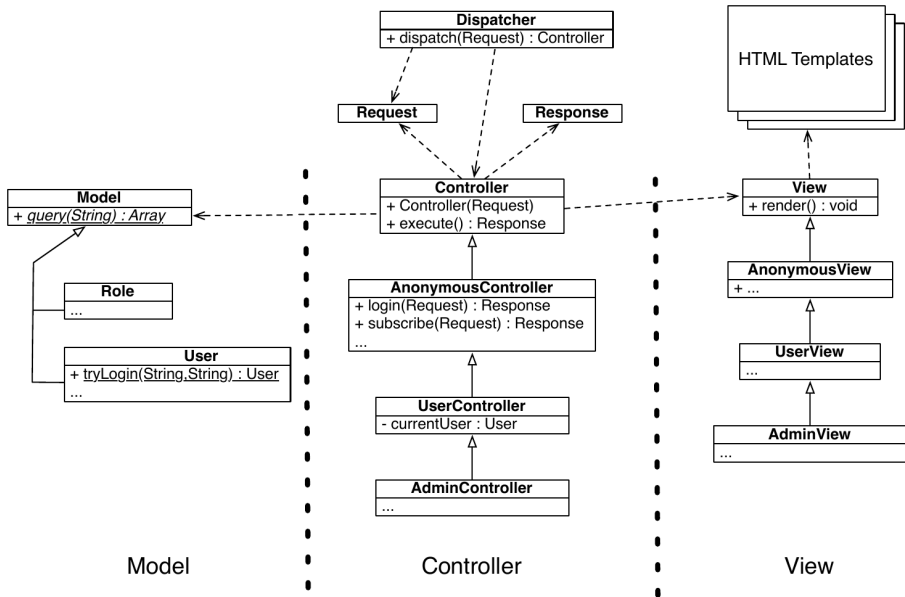 Dispatcher
+ dispatch(Request) : Controller
HTML Templates
Request
Response
Model
+ query(String) : Array
Controller
+ Controller(Request)
+ execute() : Response
View
+ render() : void
Role
...
AnonymousController
+ login(Request) : Response
+ subscribe(Request) : Response
...
AnonymousView
+ ...
User
+ tryLogin(String,String) : User
...
UserView
...
UserController
- currentUser : User
AdminView
...
AdminController
...
Model
Controller
View